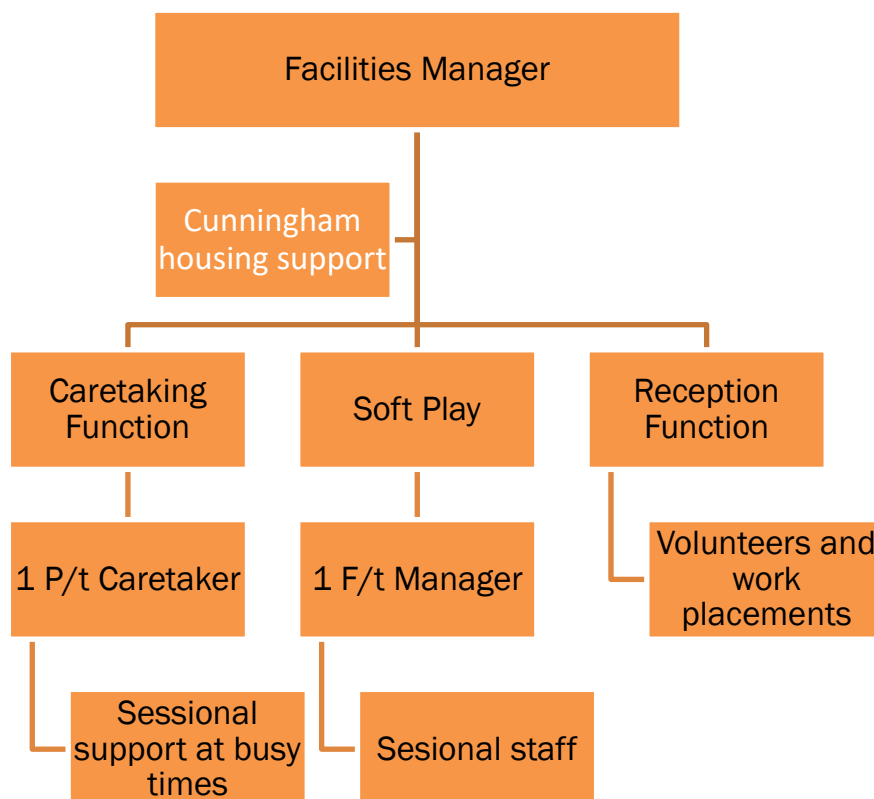 Facilities Manager
Cunningham
housing support
Caretaking
Function
Soft Play
Reception
Function
1 P/t Caretaker
1 F/t Manager
Volunteers and
work
placements
Sessional
support at busy
times
Sesional staff